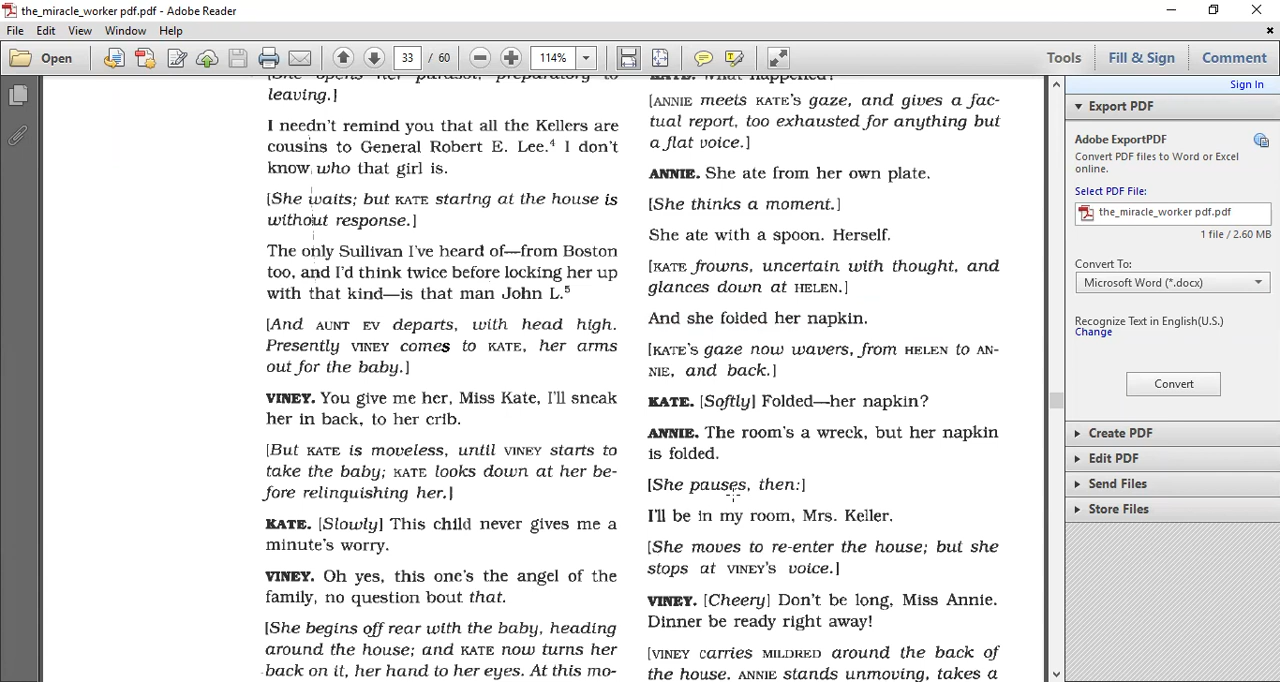 the_miracle_worker pdf.pdf - Adobe Reader
File Edit View Window Help
Open 33 / 60 114% Tools Fill & Sign Comment
[She opens her parasol, preparatory to
leaving.]
I needn't remind you that all the Kellers are
cousins to General Robert E. Lee.⁴ I don't
know who that girl is.
[She waits; but KATE staring at the house is
without response.]
The only Sullivan I've heard of—from Boston
too, and I'd think twice before locking her up
with that kind—is that man John L.⁵
[And AUNT EV departs, with head high.
Presently VINEY comes to KATE, her arms
out for the baby.]
VINEY. You give me her, Miss Kate, I'll sneak
her in back, to her crib.
[But KATE is moveless, until VINEY starts to
take the baby; KATE looks down at her be-
fore relinquishing her.]
KATE. [Slowly] This child never gives me a
minute's worry.
VINEY. Oh yes, this one's the angel of the
family, no question bout that.
[She begins off rear with the baby, heading
around the house; and KATE now turns her
back on it, her hand to her eyes. At this mo-
KATE. What happened?
[ANNIE meets KATE's gaze, and gives a fac-
tual report, too exhausted for anything but
a flat voice.]
ANNIE. She ate from her own plate.
[She thinks a moment.]
She ate with a spoon. Herself.
[KATE frowns, uncertain with thought, and
glances down at HELEN.]
And she folded her napkin.
[KATE's gaze now wavers, from HELEN to AN-
NIE, and back.]
KATE. [Softly] Folded—her napkin?
ANNIE. The room's a wreck, but her napkin
is folded.
[She pauses, then:]
I'll be in my room, Mrs. Keller.
[She moves to re-enter the house; but she
stops at VINEY's voice.]
VINEY. [Cheery] Don't be long, Miss Annie.
Dinner be ready right away!
[VINEY carries MILDRED around the back of
the house. ANNIE stands unmoving, takes a
Sign In
Export PDF
Adobe ExportPDF
Convert PDF files to Word or Excel
online.
Select PDF File:
the_miracle_worker pdf.pdf
1 file / 2.60 MB
Convert To:
Microsoft Word (*.docx)
Recognize Text in English(U.S.)
Change
Convert
Create PDF
Edit PDF
Send Files
Store Files